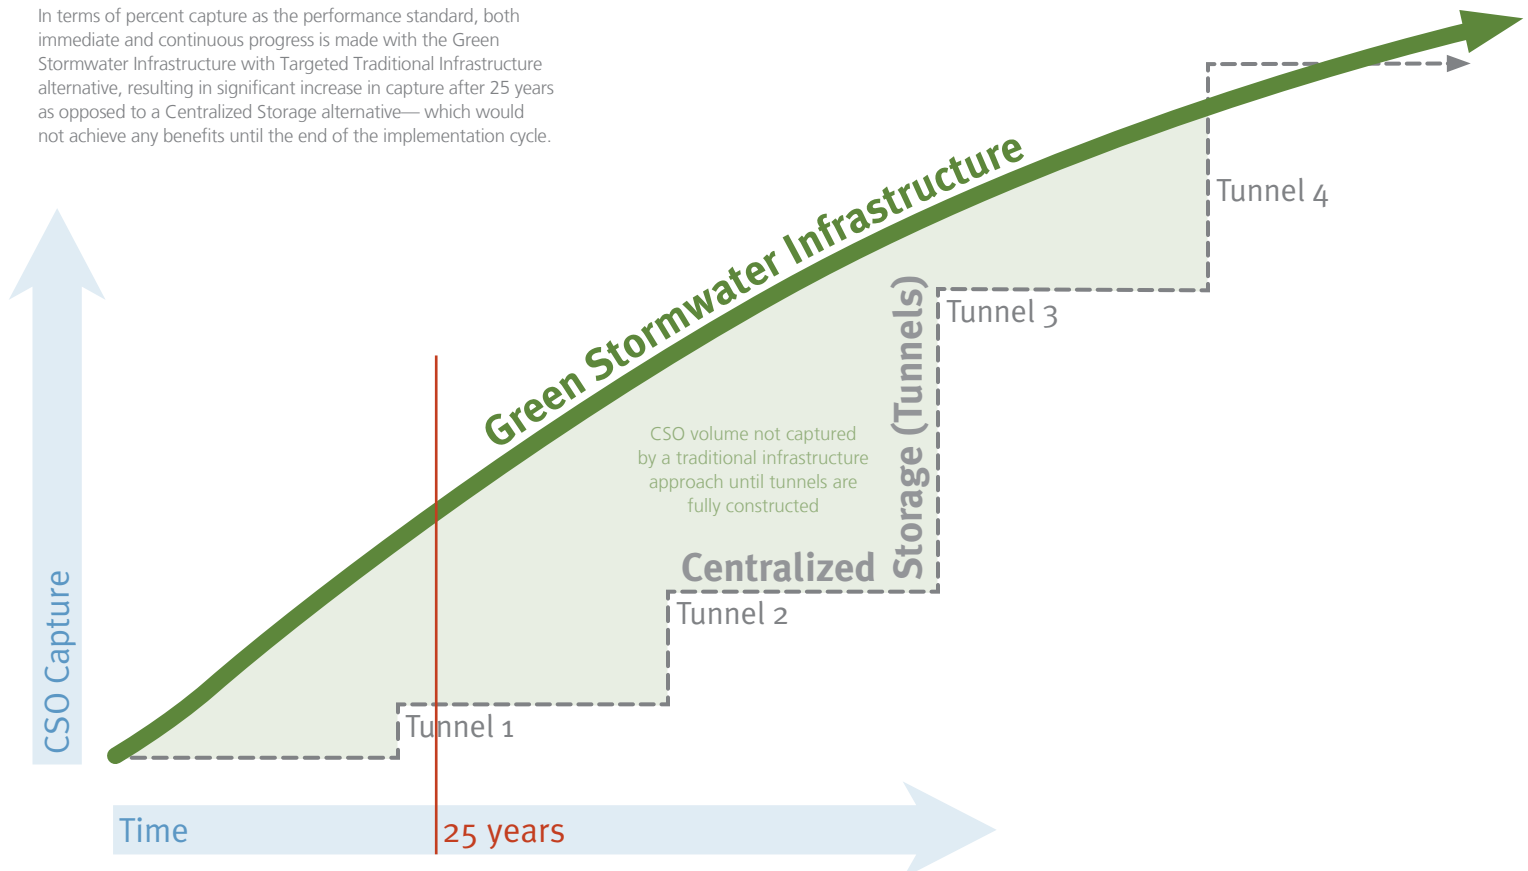 In terms of percent capture as the performance standard, both
immediate and continuous progress is made with the Green
Stormwater Infrastructure with Targeted Traditional Infrastructure
alternative, resulting in significant increase in capture after 25 years
as opposed to a Centralized Storage alternative— which would
not achieve any benefits until the end of the implementation cycle.
Green Stormwater Infrastructure
Tunnel 4
Tunnel 3
Storage (Tunnels)
CSO volume not captured
by a traditional infrastructure
approach until tunnels are
fully constructed
Centralized
Tunnel 2
Tunnel 1
CSO Capture
Time
25 years